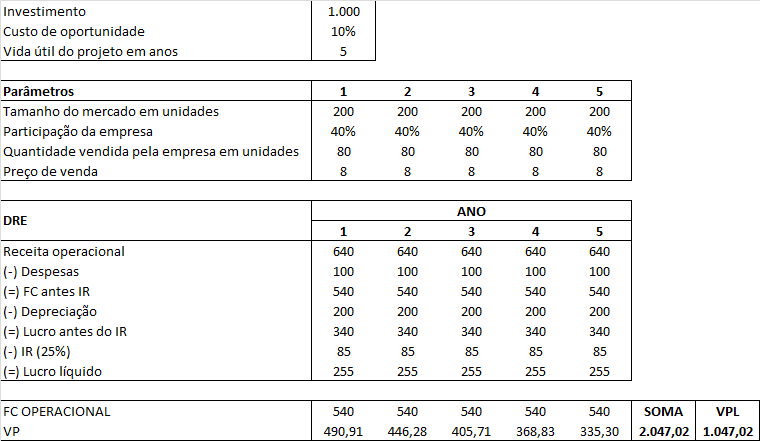 Investimento 1.000
Custo de oportunidade 10%
Vida útil do projeto em anos 5
Parâmetros 1 2 3 4 5
Tamanho do mercado em unidades 200 200 200 200 200
Participação da empresa 40% 40% 40% 40% 40%
Quantidade vendida pela empresa em unidades 80 80 80 80 80
Preço de venda 8 8 8 8 8
DRE ANO
1 2 3 4 5
Receita operacional 640 640 640 640 640
(-) Despesas 100 100 100 100 100
(=) FC antes IR 540 540 540 540 540
(-) Depreciação 200 200 200 200 200
(=) Lucro antes do IR 340 340 340 340 340
(-) IR (25%) 85 85 85 85 85
(=) Lucro líquido 255 255 255 255 255
FC OPERACIONAL 540 540 540 540 540 SOMA VPL
VP 490,91 446,28 405,71 368,83 335,30 2.047,02 1.047,02